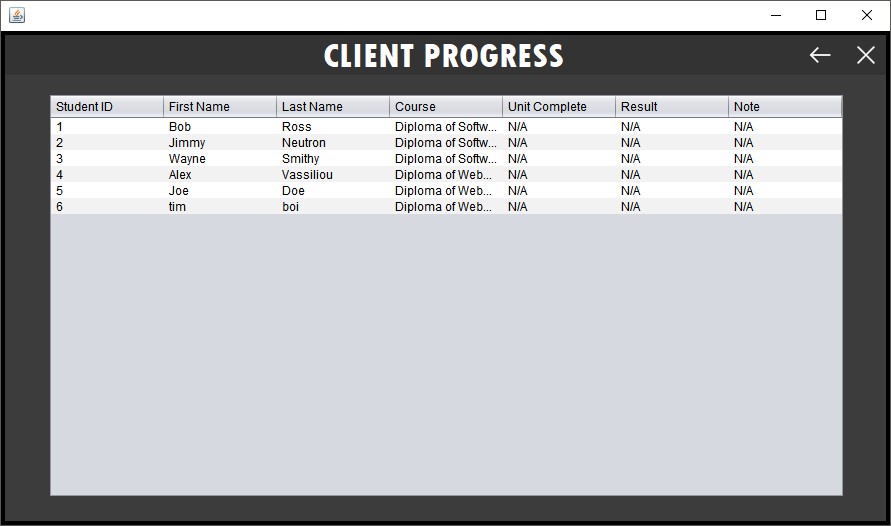 CLIENT PROGRESS
Student ID First Name Last Name Course Unit Complete Result Note
1 Bob Ross Diploma of Softw... N/A N/A N/A
2 Jimmy Neutron Diploma of Softw... N/A N/A N/A
3 Wayne Smithy Diploma of Softw... N/A N/A N/A
4 Alex Vassiliou Diploma of Web... N/A N/A N/A
5 Joe Doe Diploma of Web... N/A N/A N/A
6 tim boi Diploma of Web... N/A N/A N/A